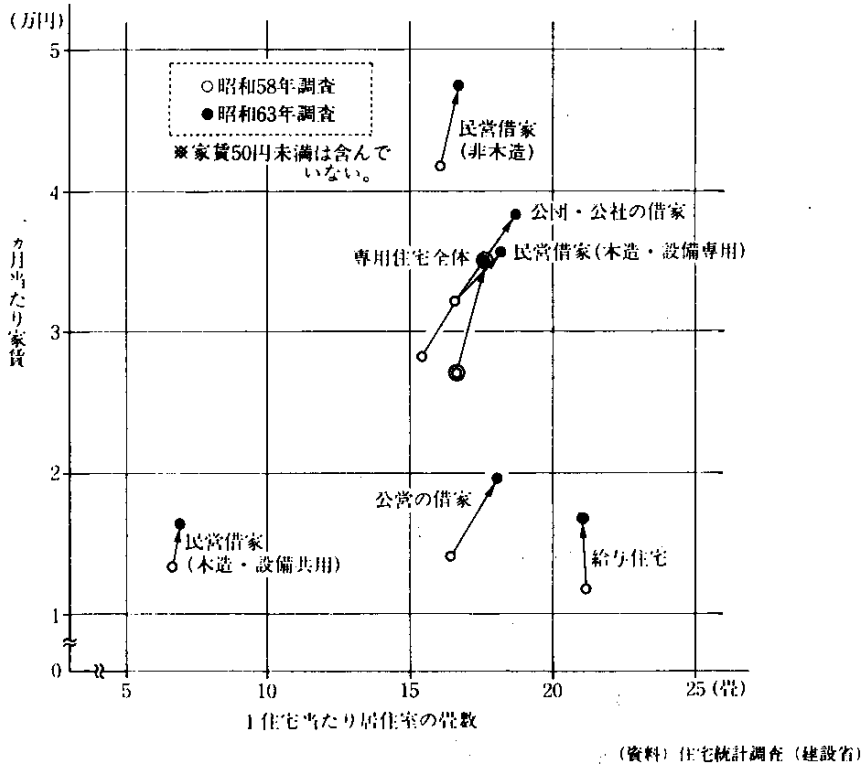 (万円)
5
○昭和58年調査
●昭和63年調査
※家賃50円未満は含んで
いない。
民営借家
(非木造)
4
公団・公社の借家
専用住宅全体
民営借家(木造・設備専用)
カ月当たり家賃
3
2
公営の借家
民営借家
(木造・設備共用)
給与住宅
1
0
5
10
15
20
25(畳)
1住宅当たり居住室の畳数
(資料)住宅統計調査(建設省)